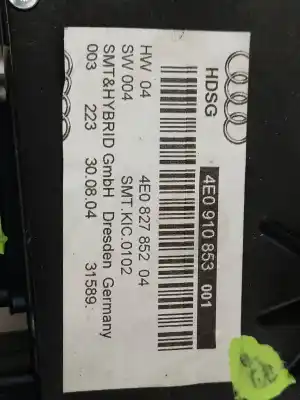 HDSG
4E0 910 853 001
HW 04 4E0 827 852 04
SW 004 SMT.KIC.0102
SMT&HYBRID GmbH Dresden Germany
003 223 30.08.04 31589.